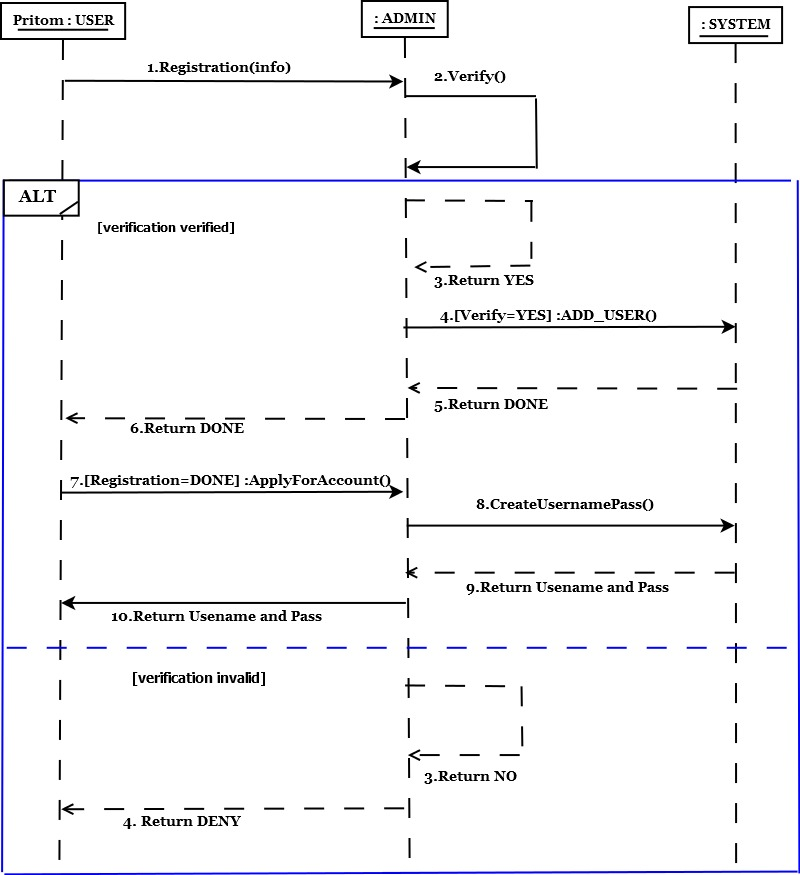 Pritom : USER
: ADMIN
: SYSTEM
1.Registration(info)
2.Verify()
ALT
[verification verified]
3.Return YES
4.[Verify=YES] :ADD_USER()
5.Return DONE
6.Return DONE
7.[Registration=DONE] :ApplyForAccount()
8.CreateUsernamePass()
9.Return Usename and Pass
10.Return Usename and Pass
[verification invalid]
3.Return NO
4. Return DENY